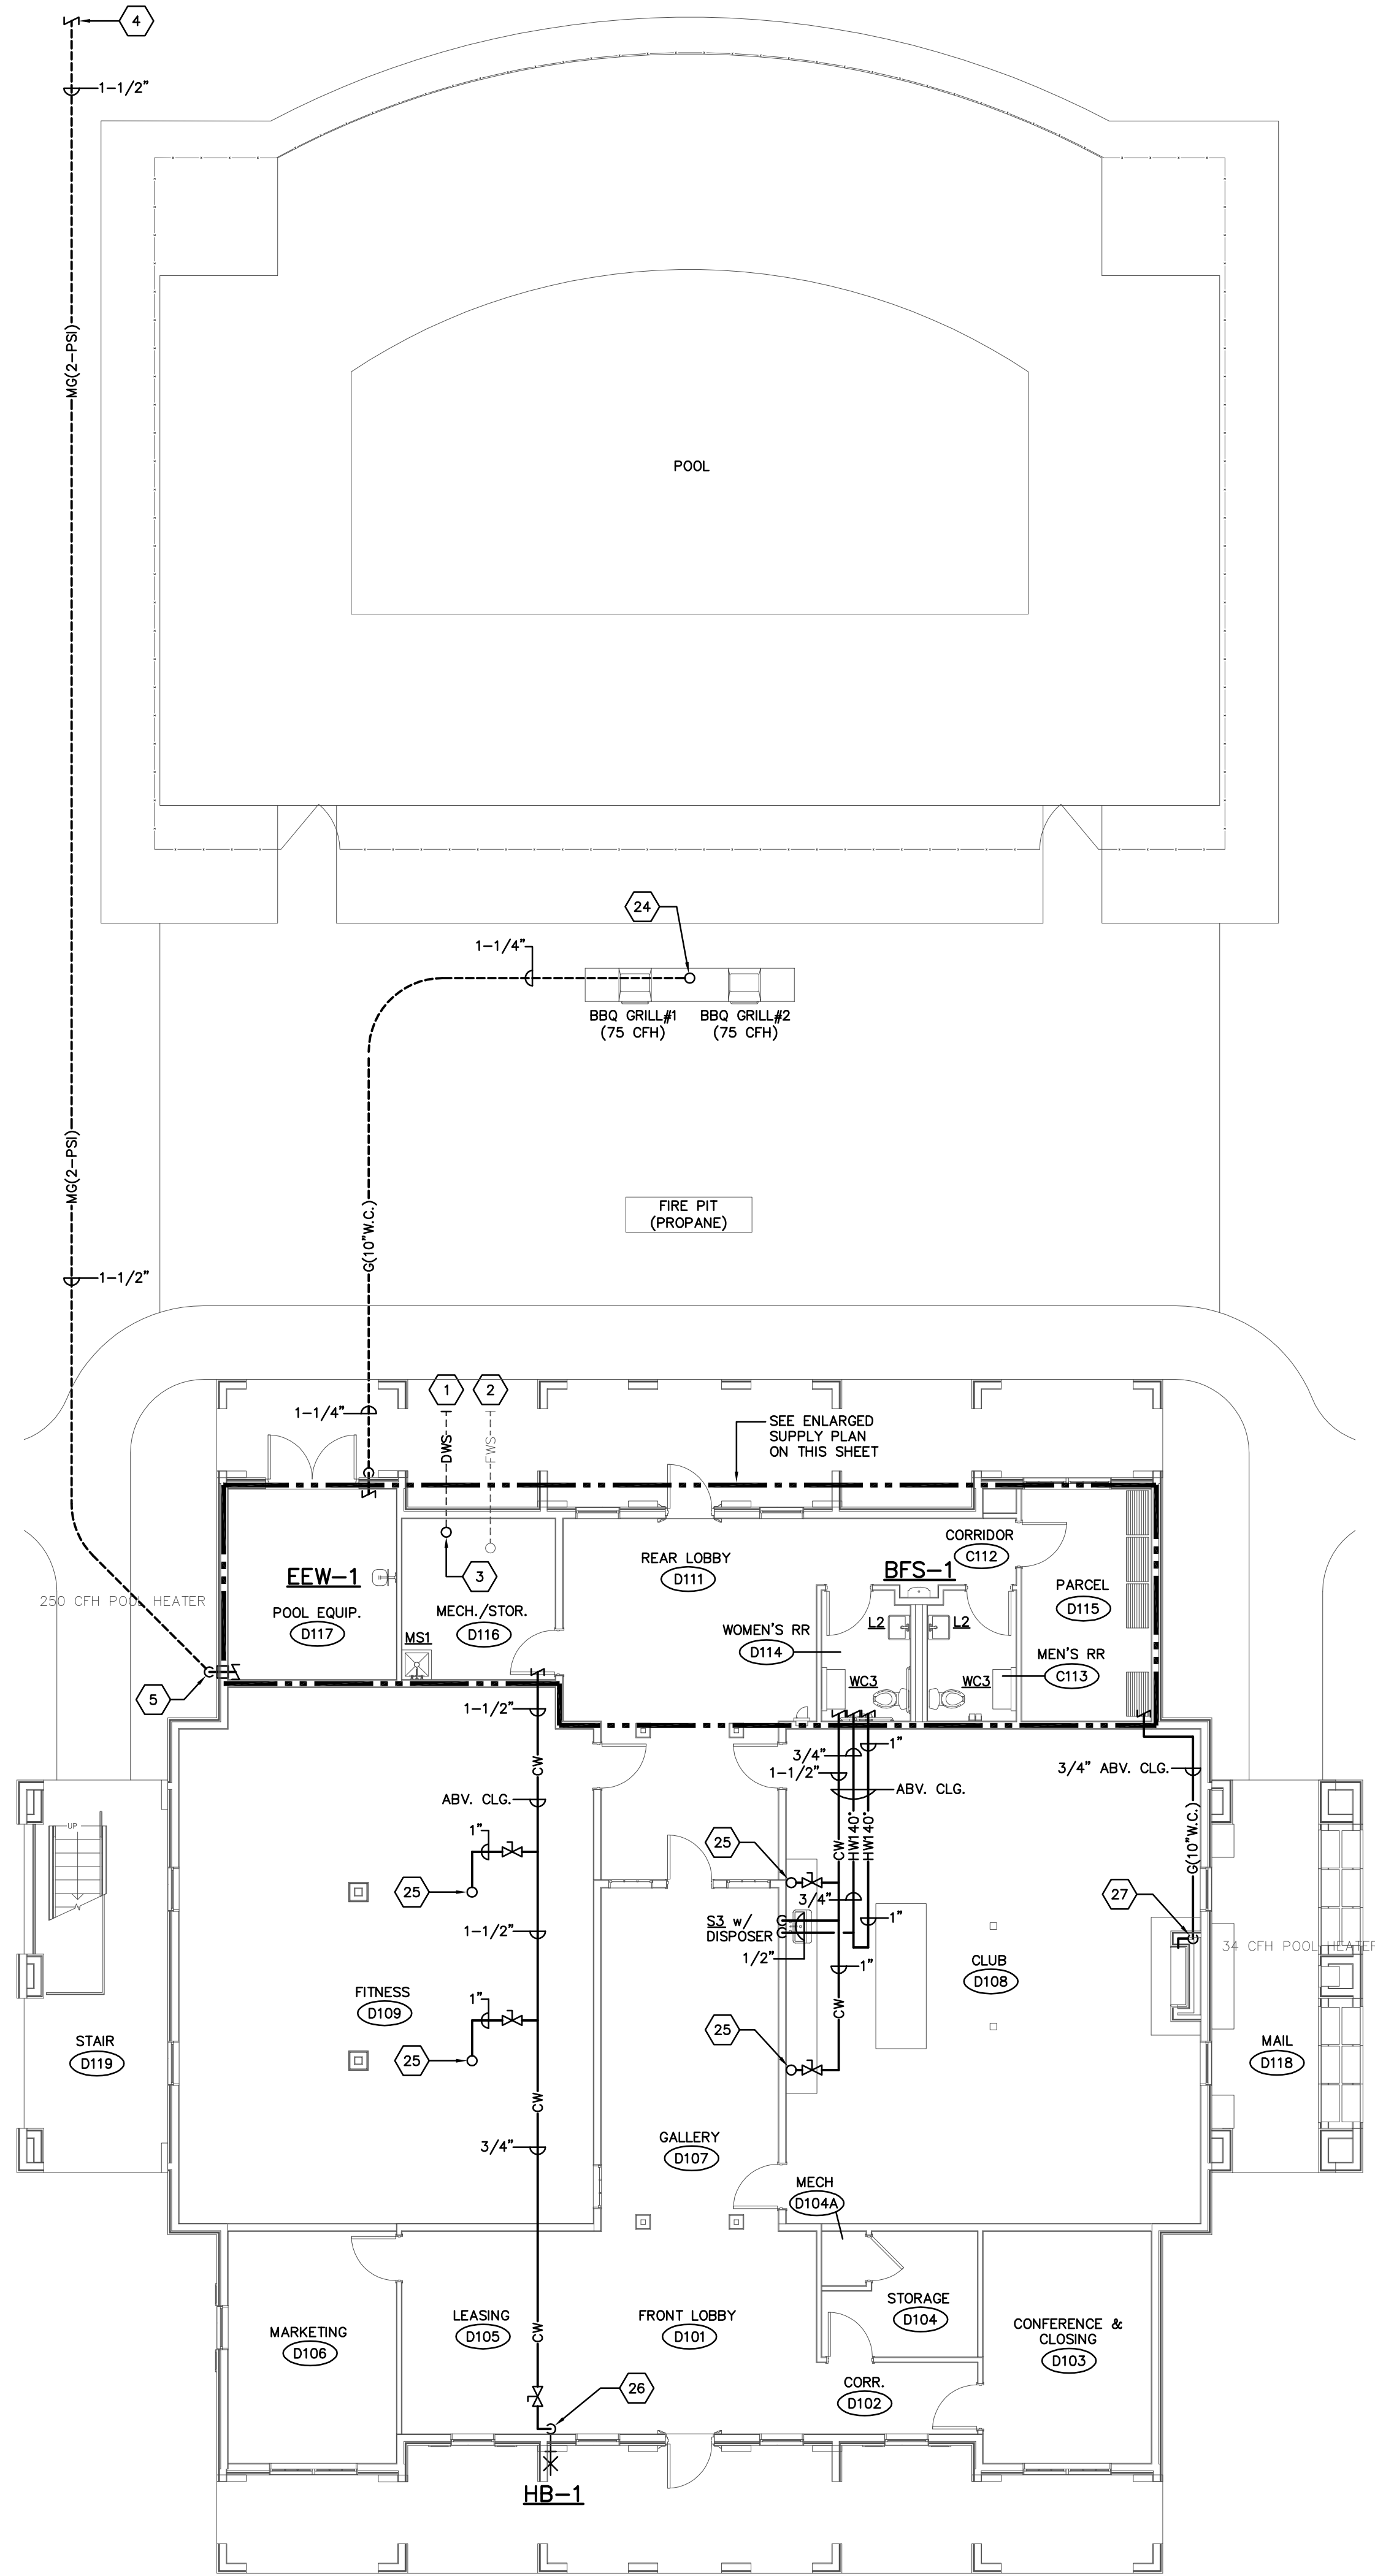 4
1-1/2"
MG(2-PSI)
POOL
24
1-1/4"
BBQ GRILL#1
(75 CFH)
BBQ GRILL#2
(75 CFH)
MG(2-PSI)
G(10"W.C.)
FIRE PIT
(PROPANE)
1-1/2"
1
2
1-1/4"
DWS
FWS
SEE ENLARGED
SUPPLY PLAN
ON THIS SHEET
EEW-1
3
REAR LOBBY
D111
CORRIDOR
C112
BFS-1
PARCEL
D115
250 CFH POOL HEATER
POOL EQUIP.
D117
MECH./STOR.
D116
MS1
WOMEN'S RR
D114
L2
L2
MEN'S RR
C113
WC3
WC3
5
1-1/2"
CW
3/4"
1"
1-1/2"
3/4" ABV. CLG.
ABV. CLG.
ABV. CLG.
UP
1"
25
CW
HW140°
HW140°
G(10"W.C.)
25
3/4"
27
1-1/2"
S3 w/
DISPOSER
1"
1/2"
34 CFH POOL HEATER
1"
CLUB
D108
FITNESS
D109
1"
CW
25
25
STAIR
D119
MAIL
D118
CW
3/4"
GALLERY
D107
MECH
D104A
LEASING
D105
FRONT LOBBY
D101
STORAGE
D104
MARKETING
D106
CW
CONFERENCE &
CLOSING
D103
26
CORR.
D102
HB-1